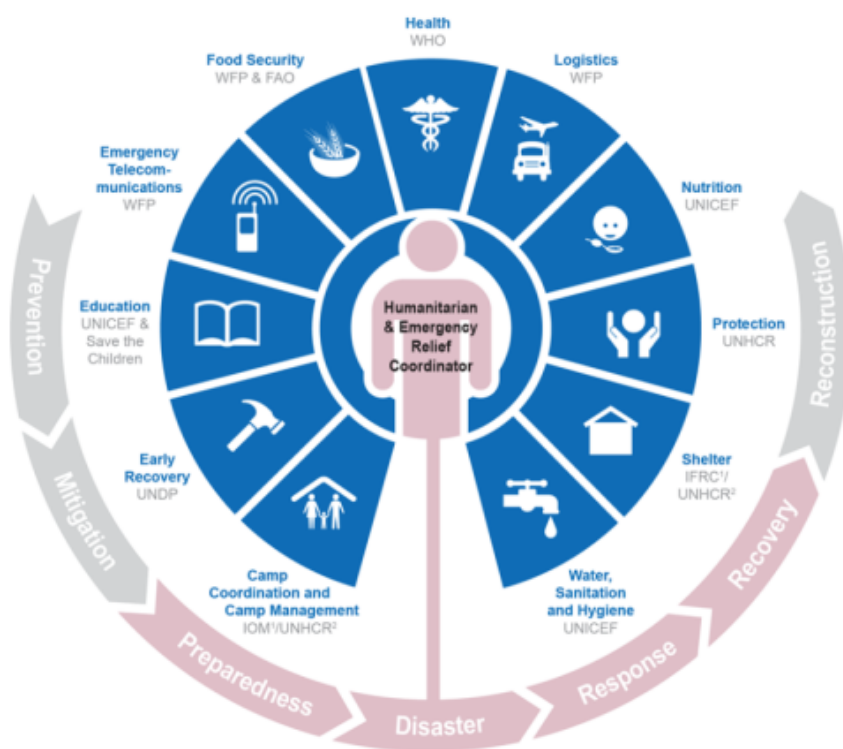 Health
WHO
Food Security
WFP & FAO
Logistics
WFP
Emergency
Telecom-
munications
WFP
Nutrition
UNICEF
Education
UNICEF &
Save the
Children
Humanitarian
& Emergency
Relief
Coordinator
Protection
UNHCR
Early
Recovery
UNDP
Shelter
IFRC¹/
UNHCR²
Camp
Coordination and
Camp Management
IOM¹/UNHCR²
Water,
Sanitation
and Hygiene
UNICEF
Prevention
Mitigation
Preparedness
Disaster
Response
Recovery
Reconstruction